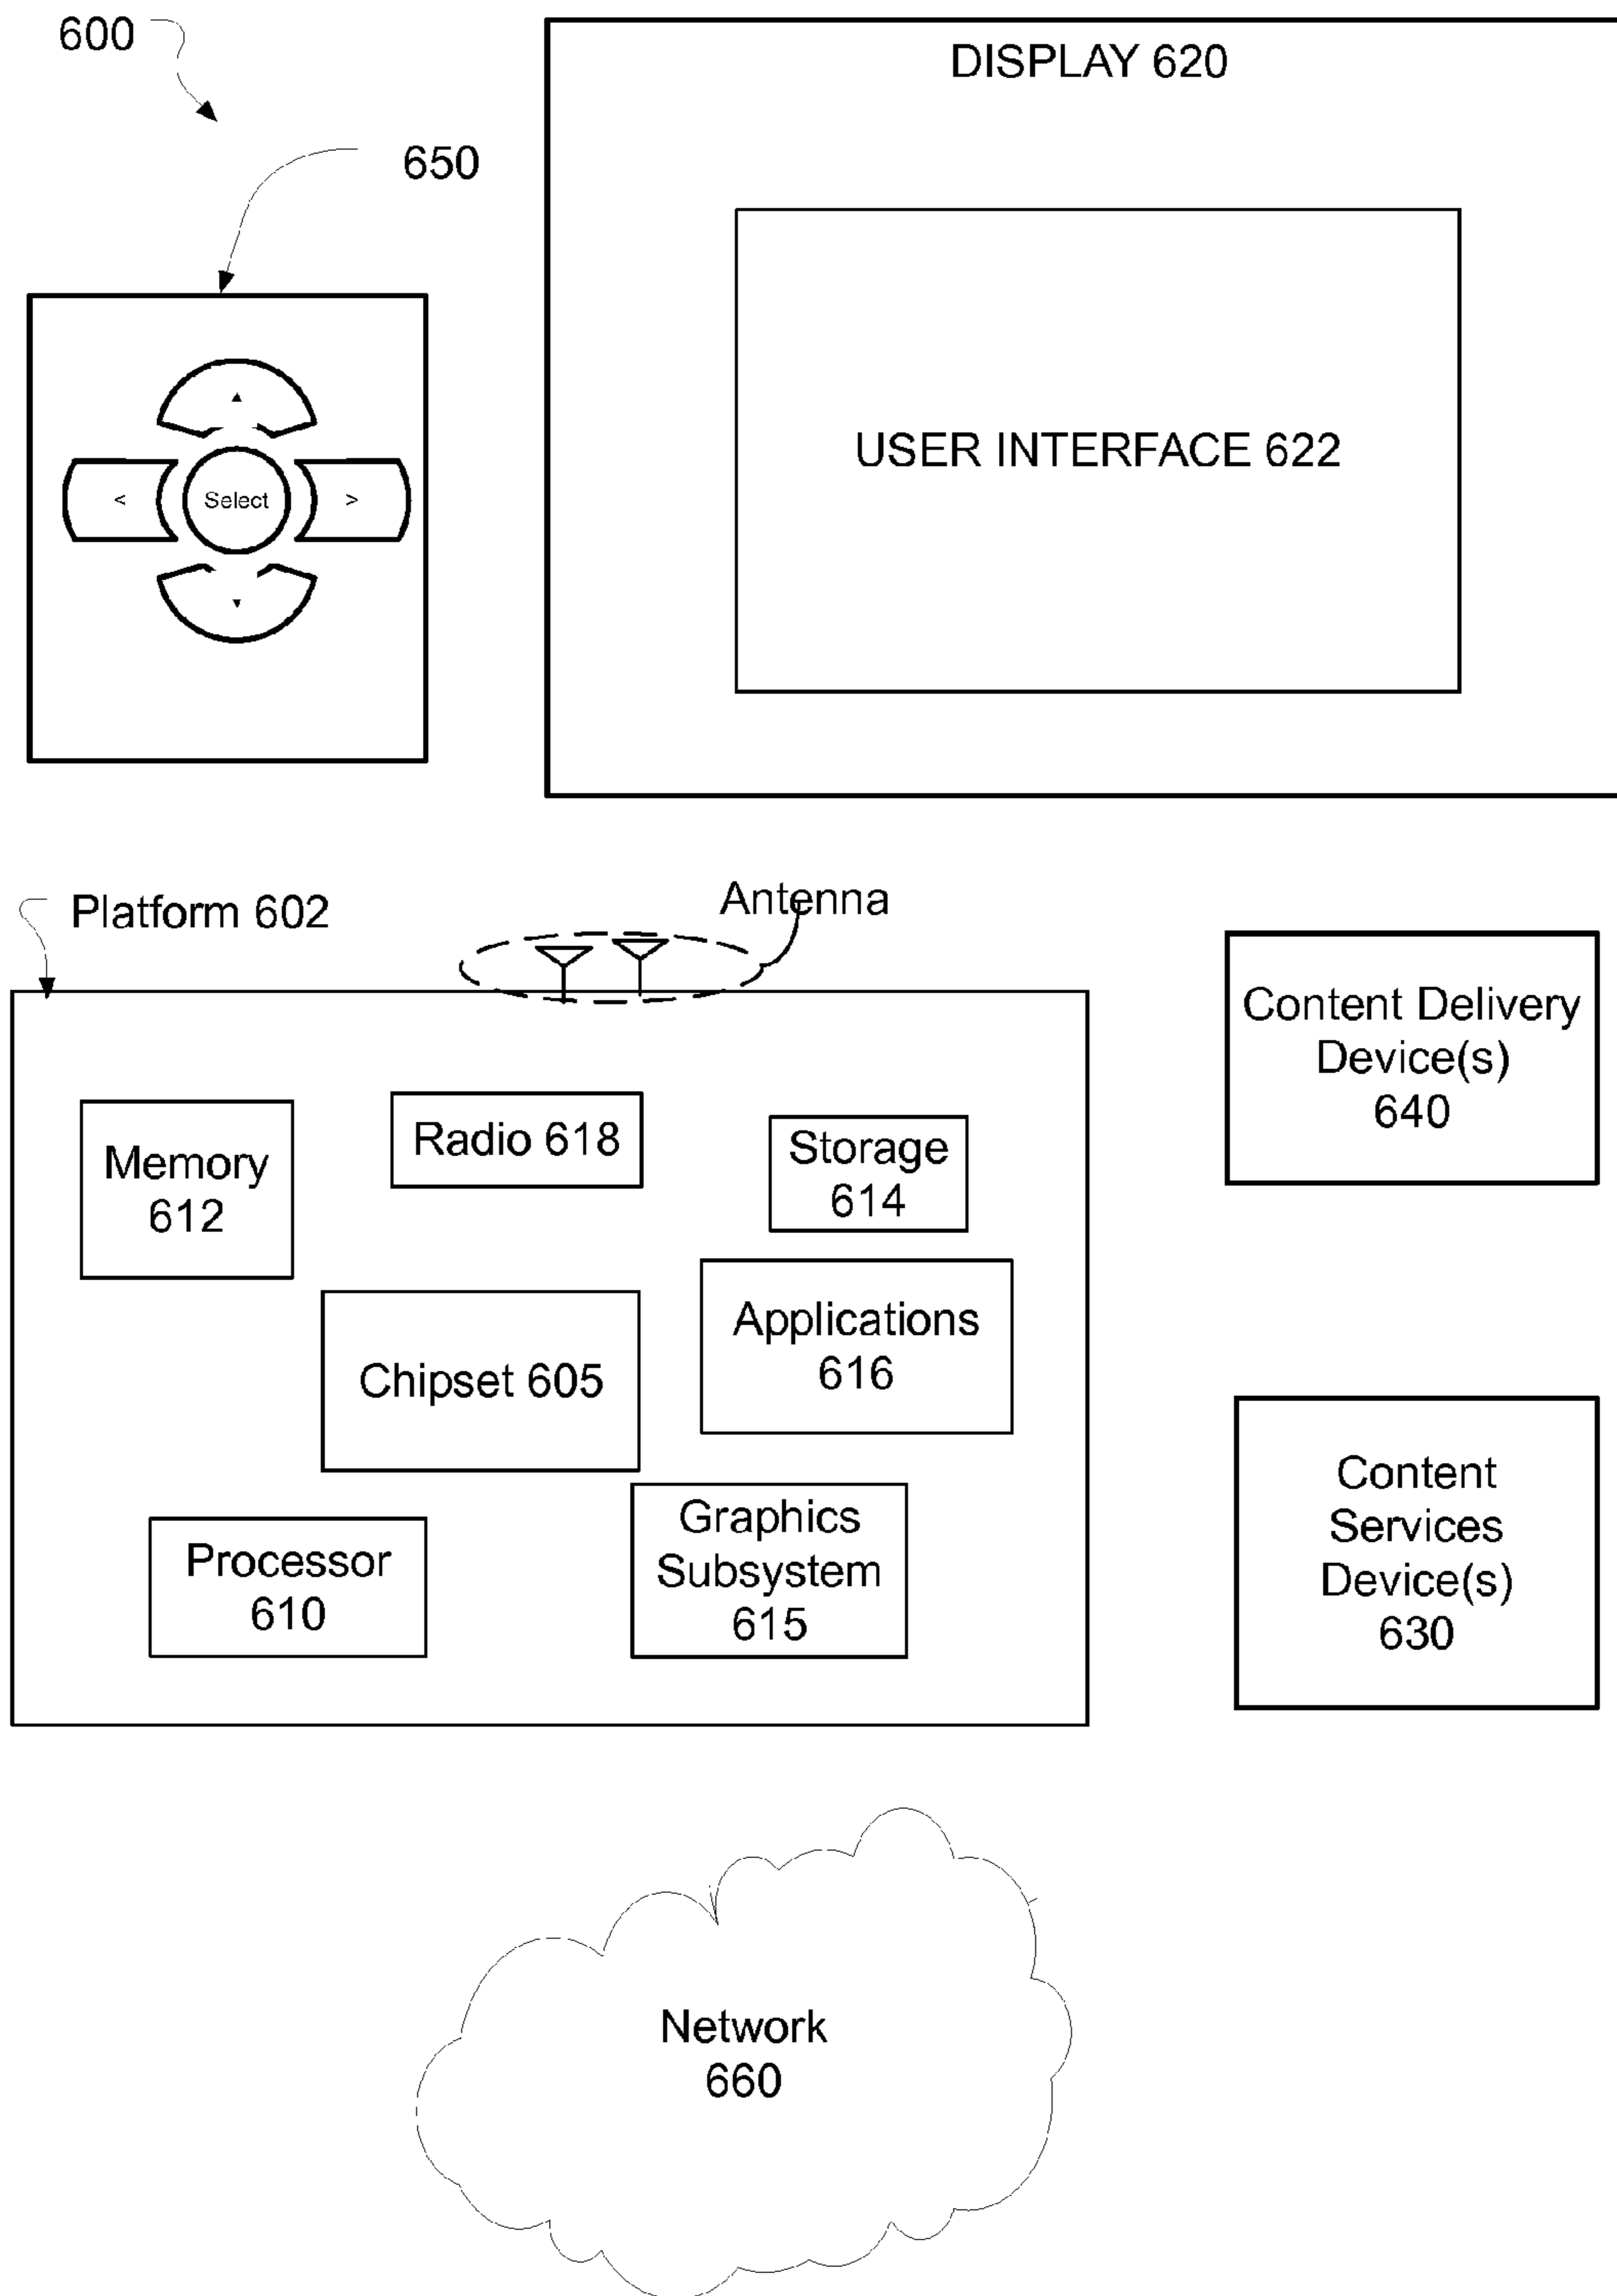 600
DISPLAY 620
650
USER INTERFACE 622
<
Select
>
Antenna
Platform 602
Content Delivery
Device(s)
640
Radio 618
Memory
612
Storage
614
Applications
616
Chipset 605
Content
Services
Device(s)
630
Graphics
Subsystem
615
Processor
610
Network
660